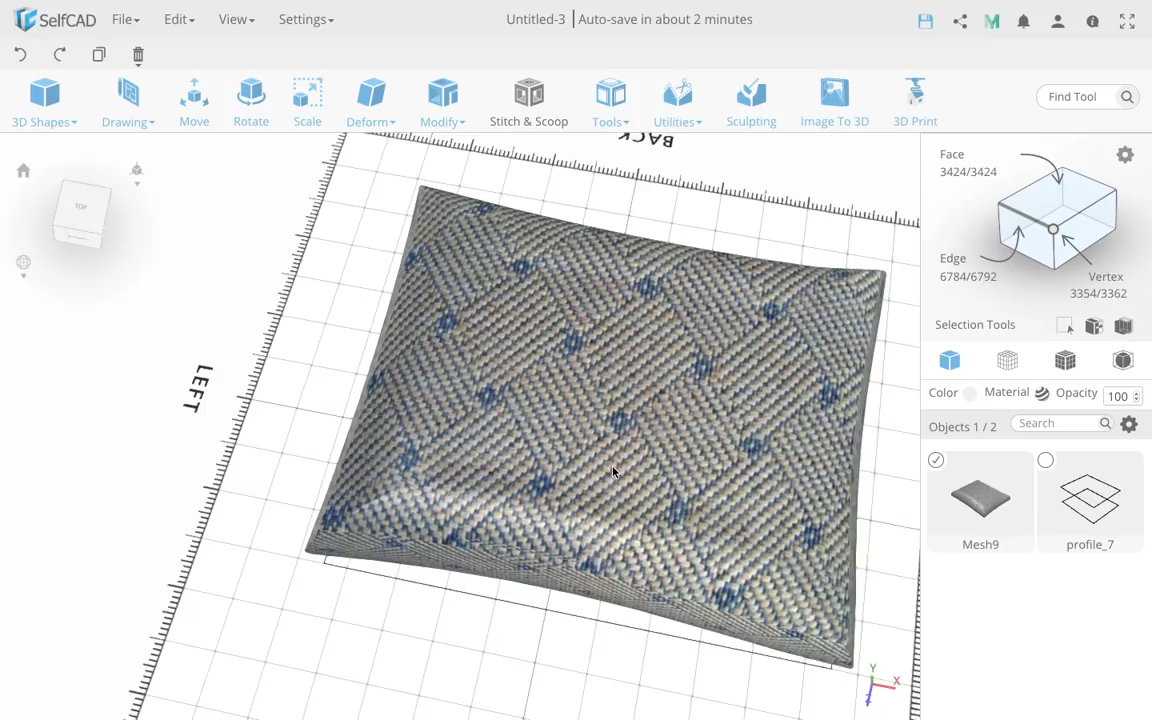 SelfCAD File Edit View Settings Untitled-3 Auto-save in about 2 minutes
3D Shapes Drawing Move Rotate Scale Deform Modify Stitch & Scoop Tools Utilities Sculpting Image To 3D 3D Print Find Tool
BACK
TOP
LEFT
Face
3424/3424
Edge
6784/6792
Vertex
3354/3362
Selection Tools
Color Material Opacity 100
Objects 1 / 2 Search
Mesh9 profile_7
Y
X